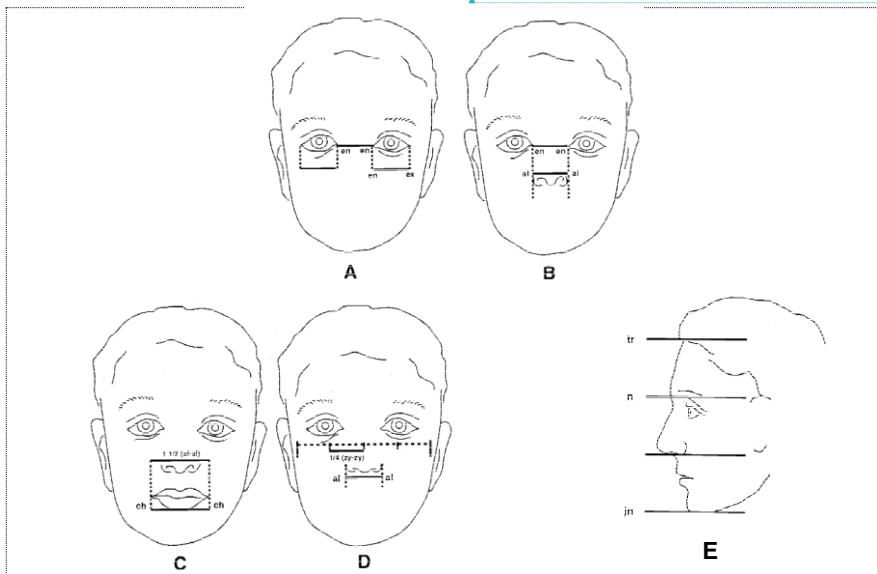 en en
en ex
A
en en
al al
B
1 1/2 (al-al)
ch ch
C
1/4 (zy-zy)
al al
D
tr
n
jn
E